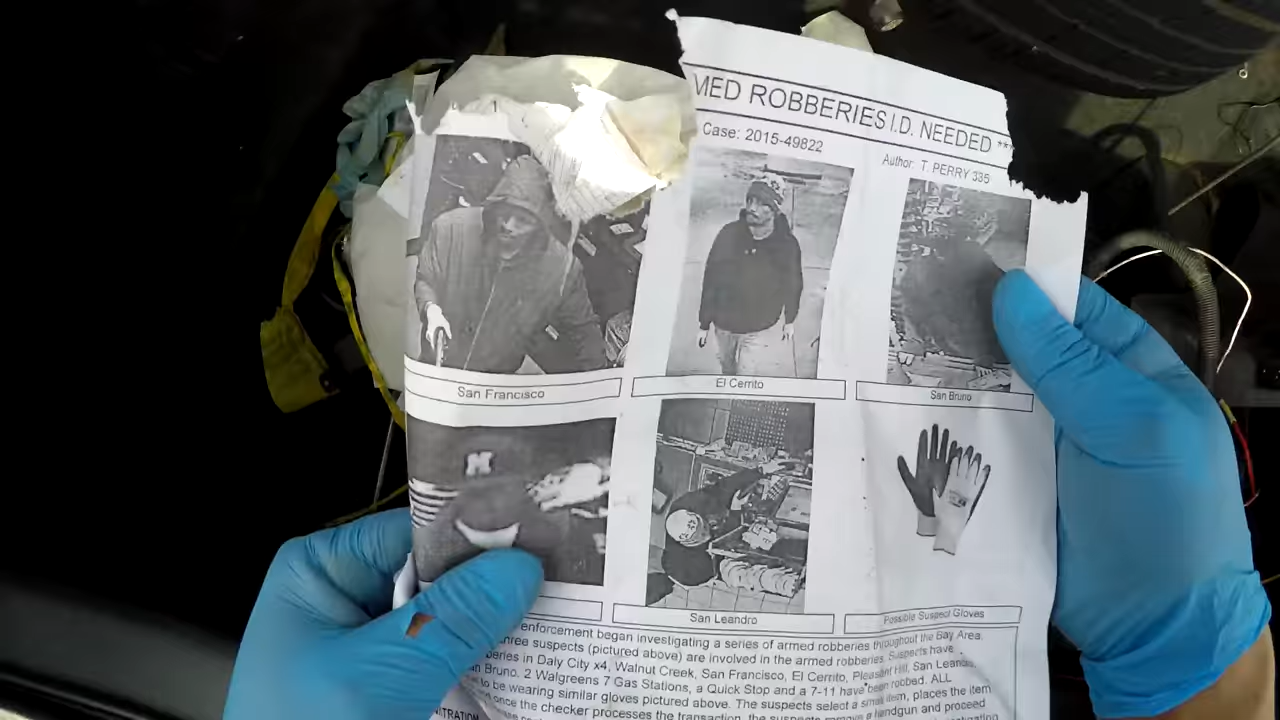 MED ROBBERIES I.D. NEEDED ***
Case: 2015-49822
Author: T. PERRY 335
San Francisco
El Cerrito
San Bruno
San Leandro
Possible Suspect Gloves
enforcement began investigating a series of armed robberies throughout the Bay Area.
hree suspects (pictured above) are involved in the armed robberies. Suspects have
beries in Daly City x4, Walnut Creek, San Francisco, El Cerrito, Pleasant Hill, San Leandro,
n Bruno. 2 Walgreens 7 Gas Stations, a Quick Stop and a 7-11 have been robbed. ALL
to be wearing similar gloves pictured above. The suspects select a small item, places the item
once the checker processes the transaction, the suspects remove a handgun and proceed